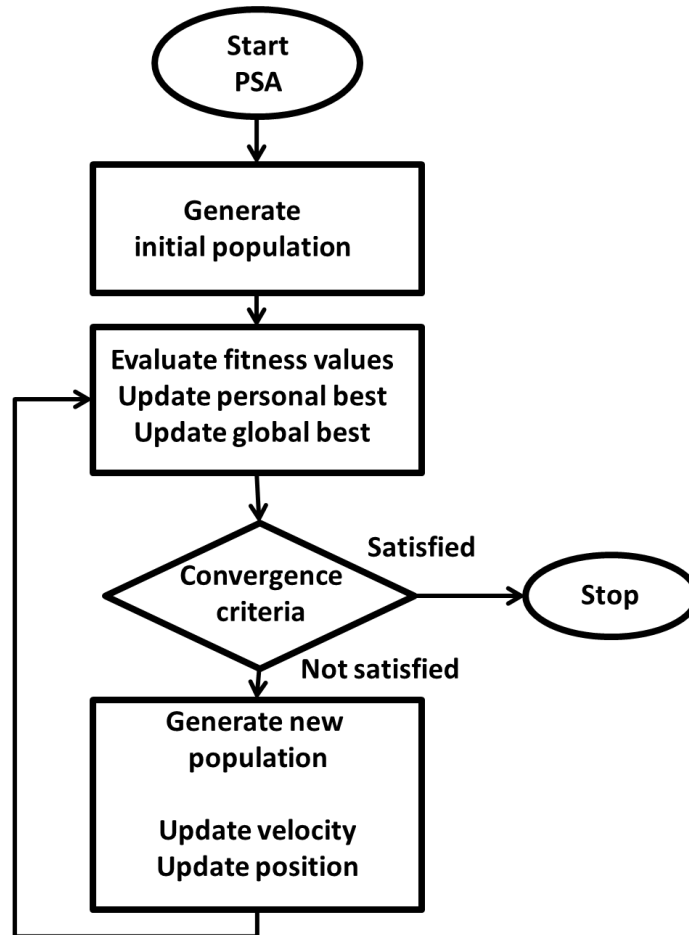 Start
PSA
Generate
initial population
Evaluate fitness values
Update personal best
Update global best
Convergence
criteria
Satisfied
Stop
Not satisfied
Generate new
population
Update velocity
Update position